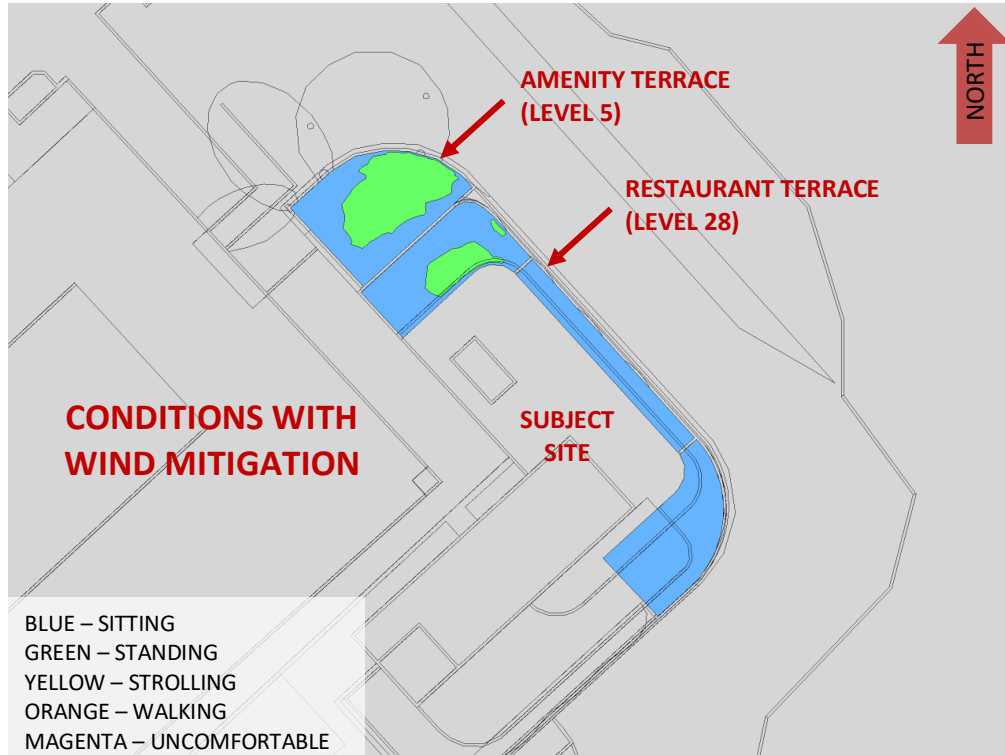 NORTH
AMENITY TERRACE
(LEVEL 5)
RESTAURANT TERRACE
(LEVEL 28)
CONDITIONS WITH
WIND MITIGATION
SUBJECT
SITE
BLUE – SITTING
GREEN – STANDING
YELLOW – STROLLING
ORANGE – WALKING
MAGENTA – UNCOMFORTABLE